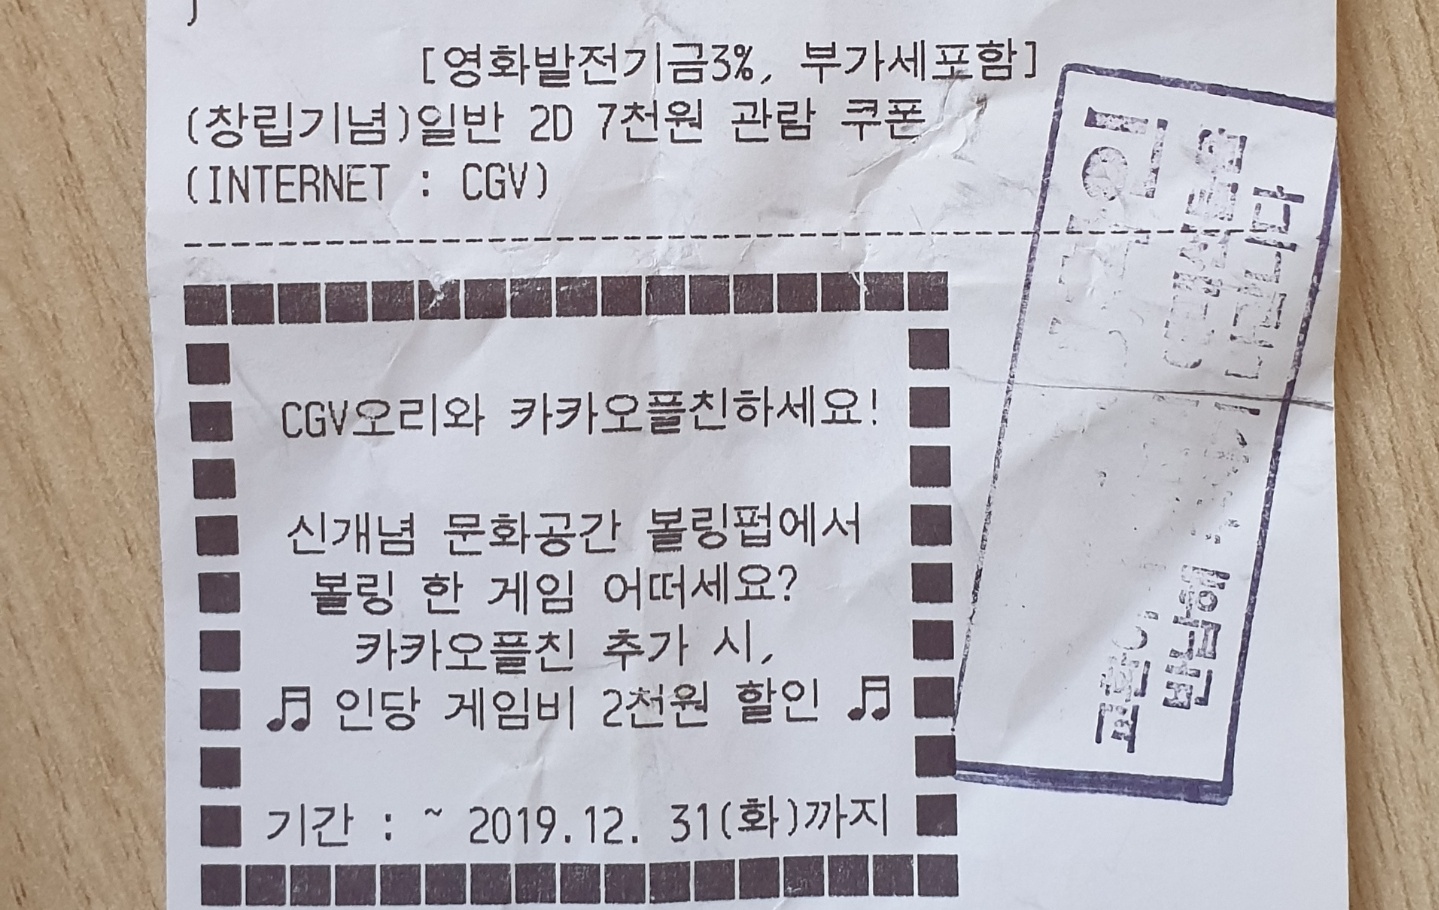 [영화발전기금3%, 부가세포함]
(창립기념)일반 2D 7천원 관람 쿠폰
(INTERNET : CGV)
CGV오리와 카카오플친하세요!
신개념 문화공간 볼링펍에서
볼링 한 게임 어떠세요?
카카오플친 추가 시,
♬ 인당 게임비 2천원 할인 ♬
기간 : ~ 2019.12. 31(화)까지